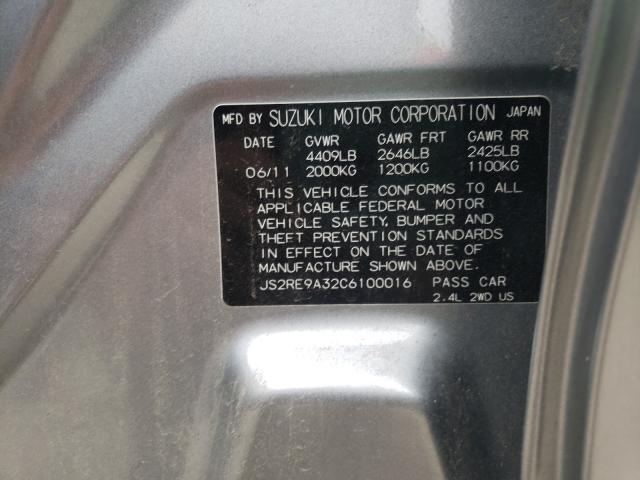 MFD BY SUZUKI MOTOR CORPORATION JAPAN
DATE GVWR GAWR FRT GAWR RR
4409LB 2646LB 2425LB
06/11 2000KG 1200KG 1100KG
THIS VEHICLE CONFORMS TO ALL
APPLICABLE FEDERAL MOTOR
VEHICLE SAFETY, BUMPER AND
THEFT PREVENTION STANDARDS
IN EFFECT ON THE DATE OF
MANUFACTURE SHOWN ABOVE.
JS2RE9A32C6100016 PASS CAR
2.4L 2WD US